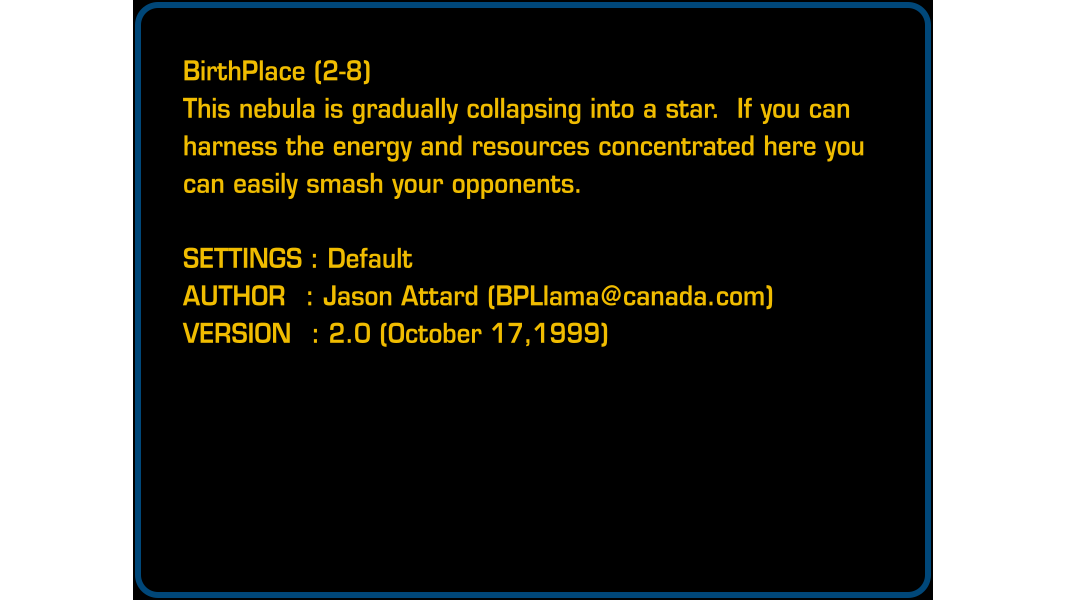 BirthPlace (2-8)
This nebula is gradually collapsing into a star.  If you can
harness the energy and resources concentrated here you
can easily smash your opponents.
SETTINGS : Default
AUTHOR   : Jason Attard (BPLlama@canada.com)
VERSION   : 2.0 (October 17,1999)